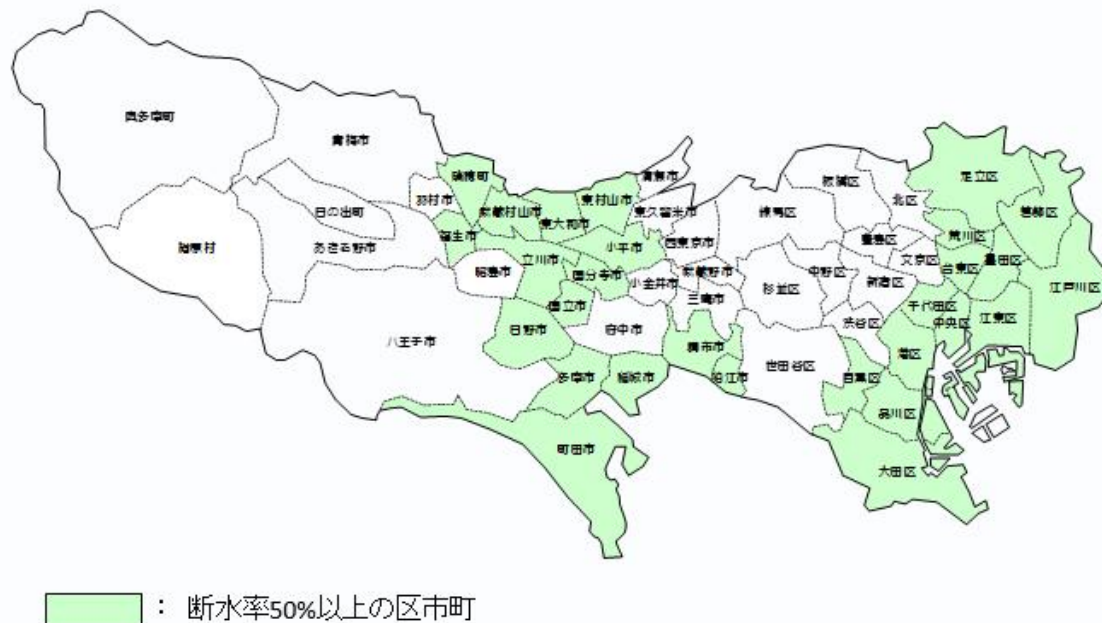 奥多摩町
青梅市
瑞穂町
清瀬市
板橋区
足立区
羽村市
武蔵村山市
東村山市
東久留米市
練馬区
北区
葛飾区
日の出町
東大和市
檜原村
あきる野市
福生市
立川市
小平市
西東京市
豊島区
荒川区
昭島市
国分寺市
小金井市
武蔵野市
中野区
文京区
台東区
墨田区
国立市
三鷹市
杉並区
新宿区
江戸川区
八王子市
日野市
府中市
渋谷区
千代田区
中央区
江東区
調布市
世田谷区
港区
多摩市
稲城市
狛江市
目黒区
品川区
町田市
大田区
： 断水率50%以上の区市町